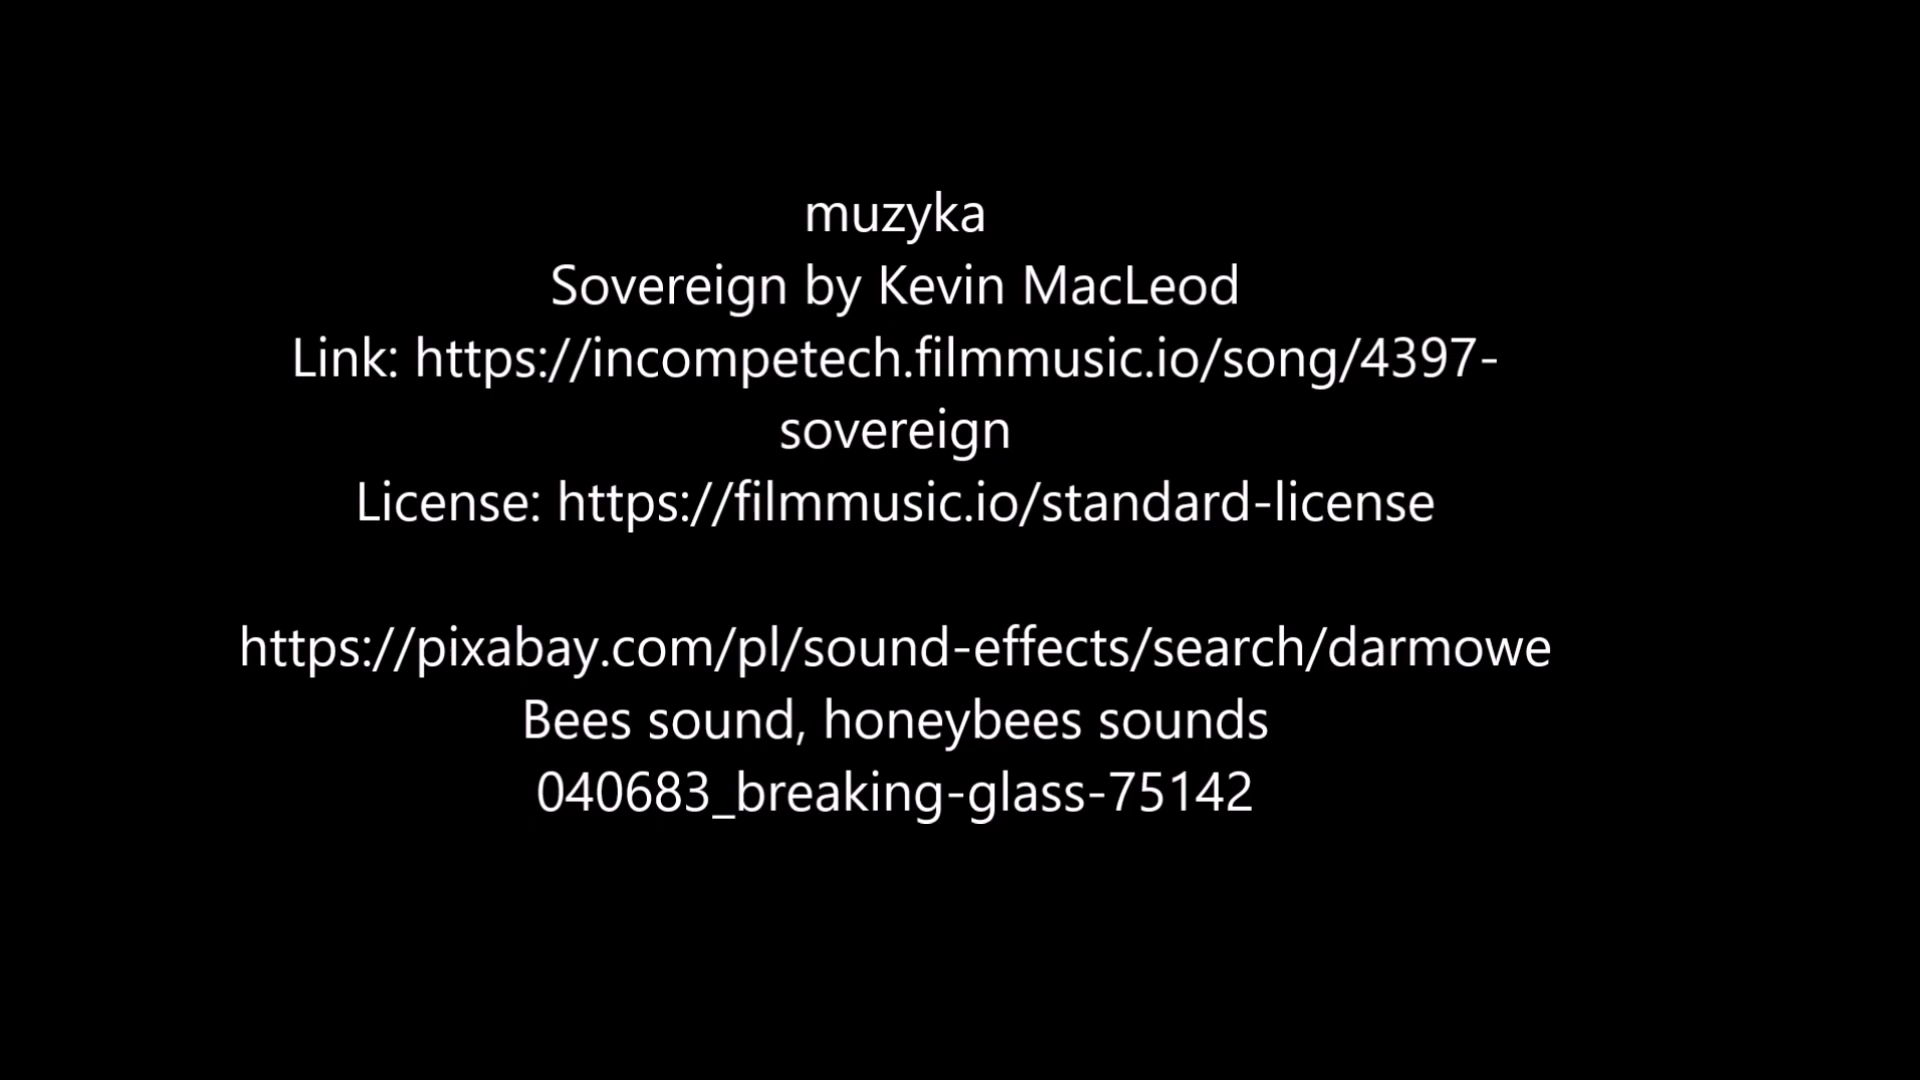 muzyka
Sovereign by Kevin MacLeod
Link: https://incompetech.filmmusic.io/song/4397-
sovereign
License: https://filmmusic.io/standard-license
https://pixabay.com/pl/sound-effects/search/darmowe
Bees sound, honeybees sounds
040683_breaking-glass-75142